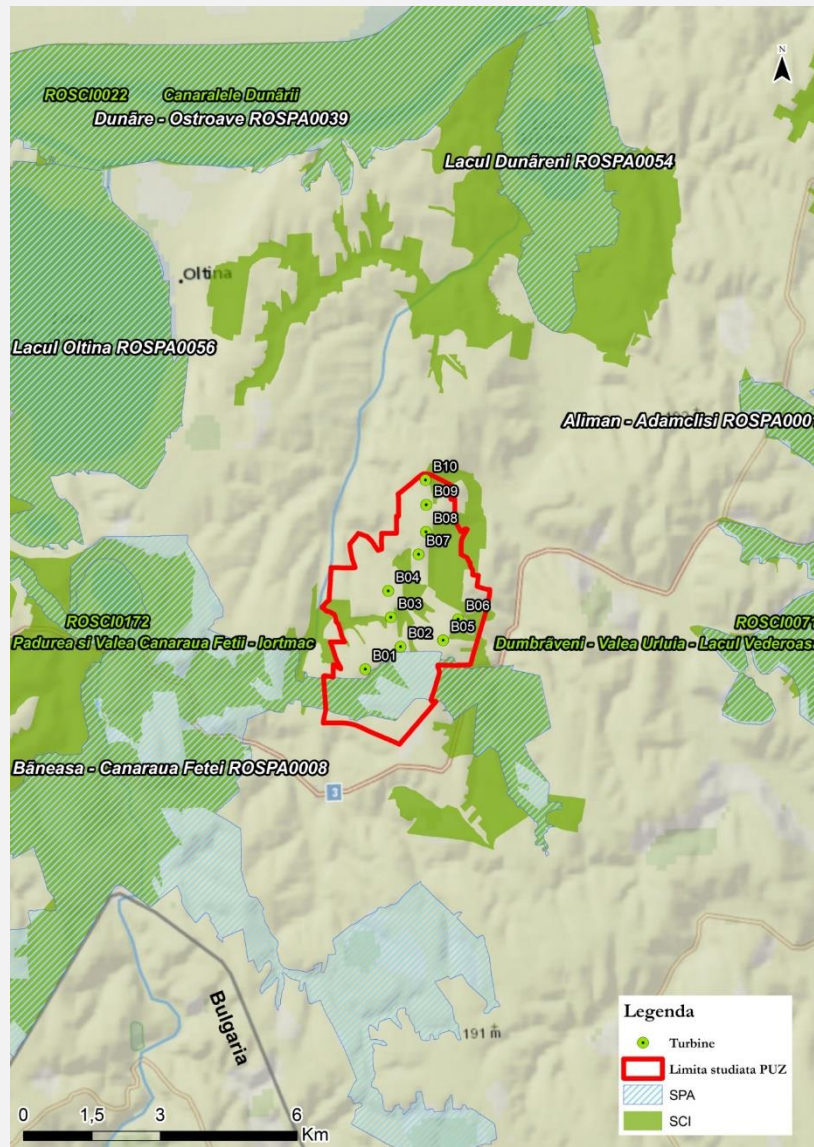 N
ROSCI0022 Canaralele Dunării
Dunăre - Ostroave ROSPA0039
Lacul Dunăreni ROSPA0054
Oltina
Lacul Oltina ROSPA0056
Aliman - Adamclisi ROSPA0001
B10
B09
B08
B07
B04
B03
B06
B05
B02
B01
ROSCI0172
Padurea si Valea Canaraua Fetii - Iortmac
ROSCI0071
Dumbrăveni - Valea Urluia - Lacul Vederoasa
Băneasa - Canaraua Fetei ROSPA0008
3
Bulgaria
191 m
Legenda
Turbine
Limita studiata PUZ
SPA
SCI
0 1,5 3 6
Km